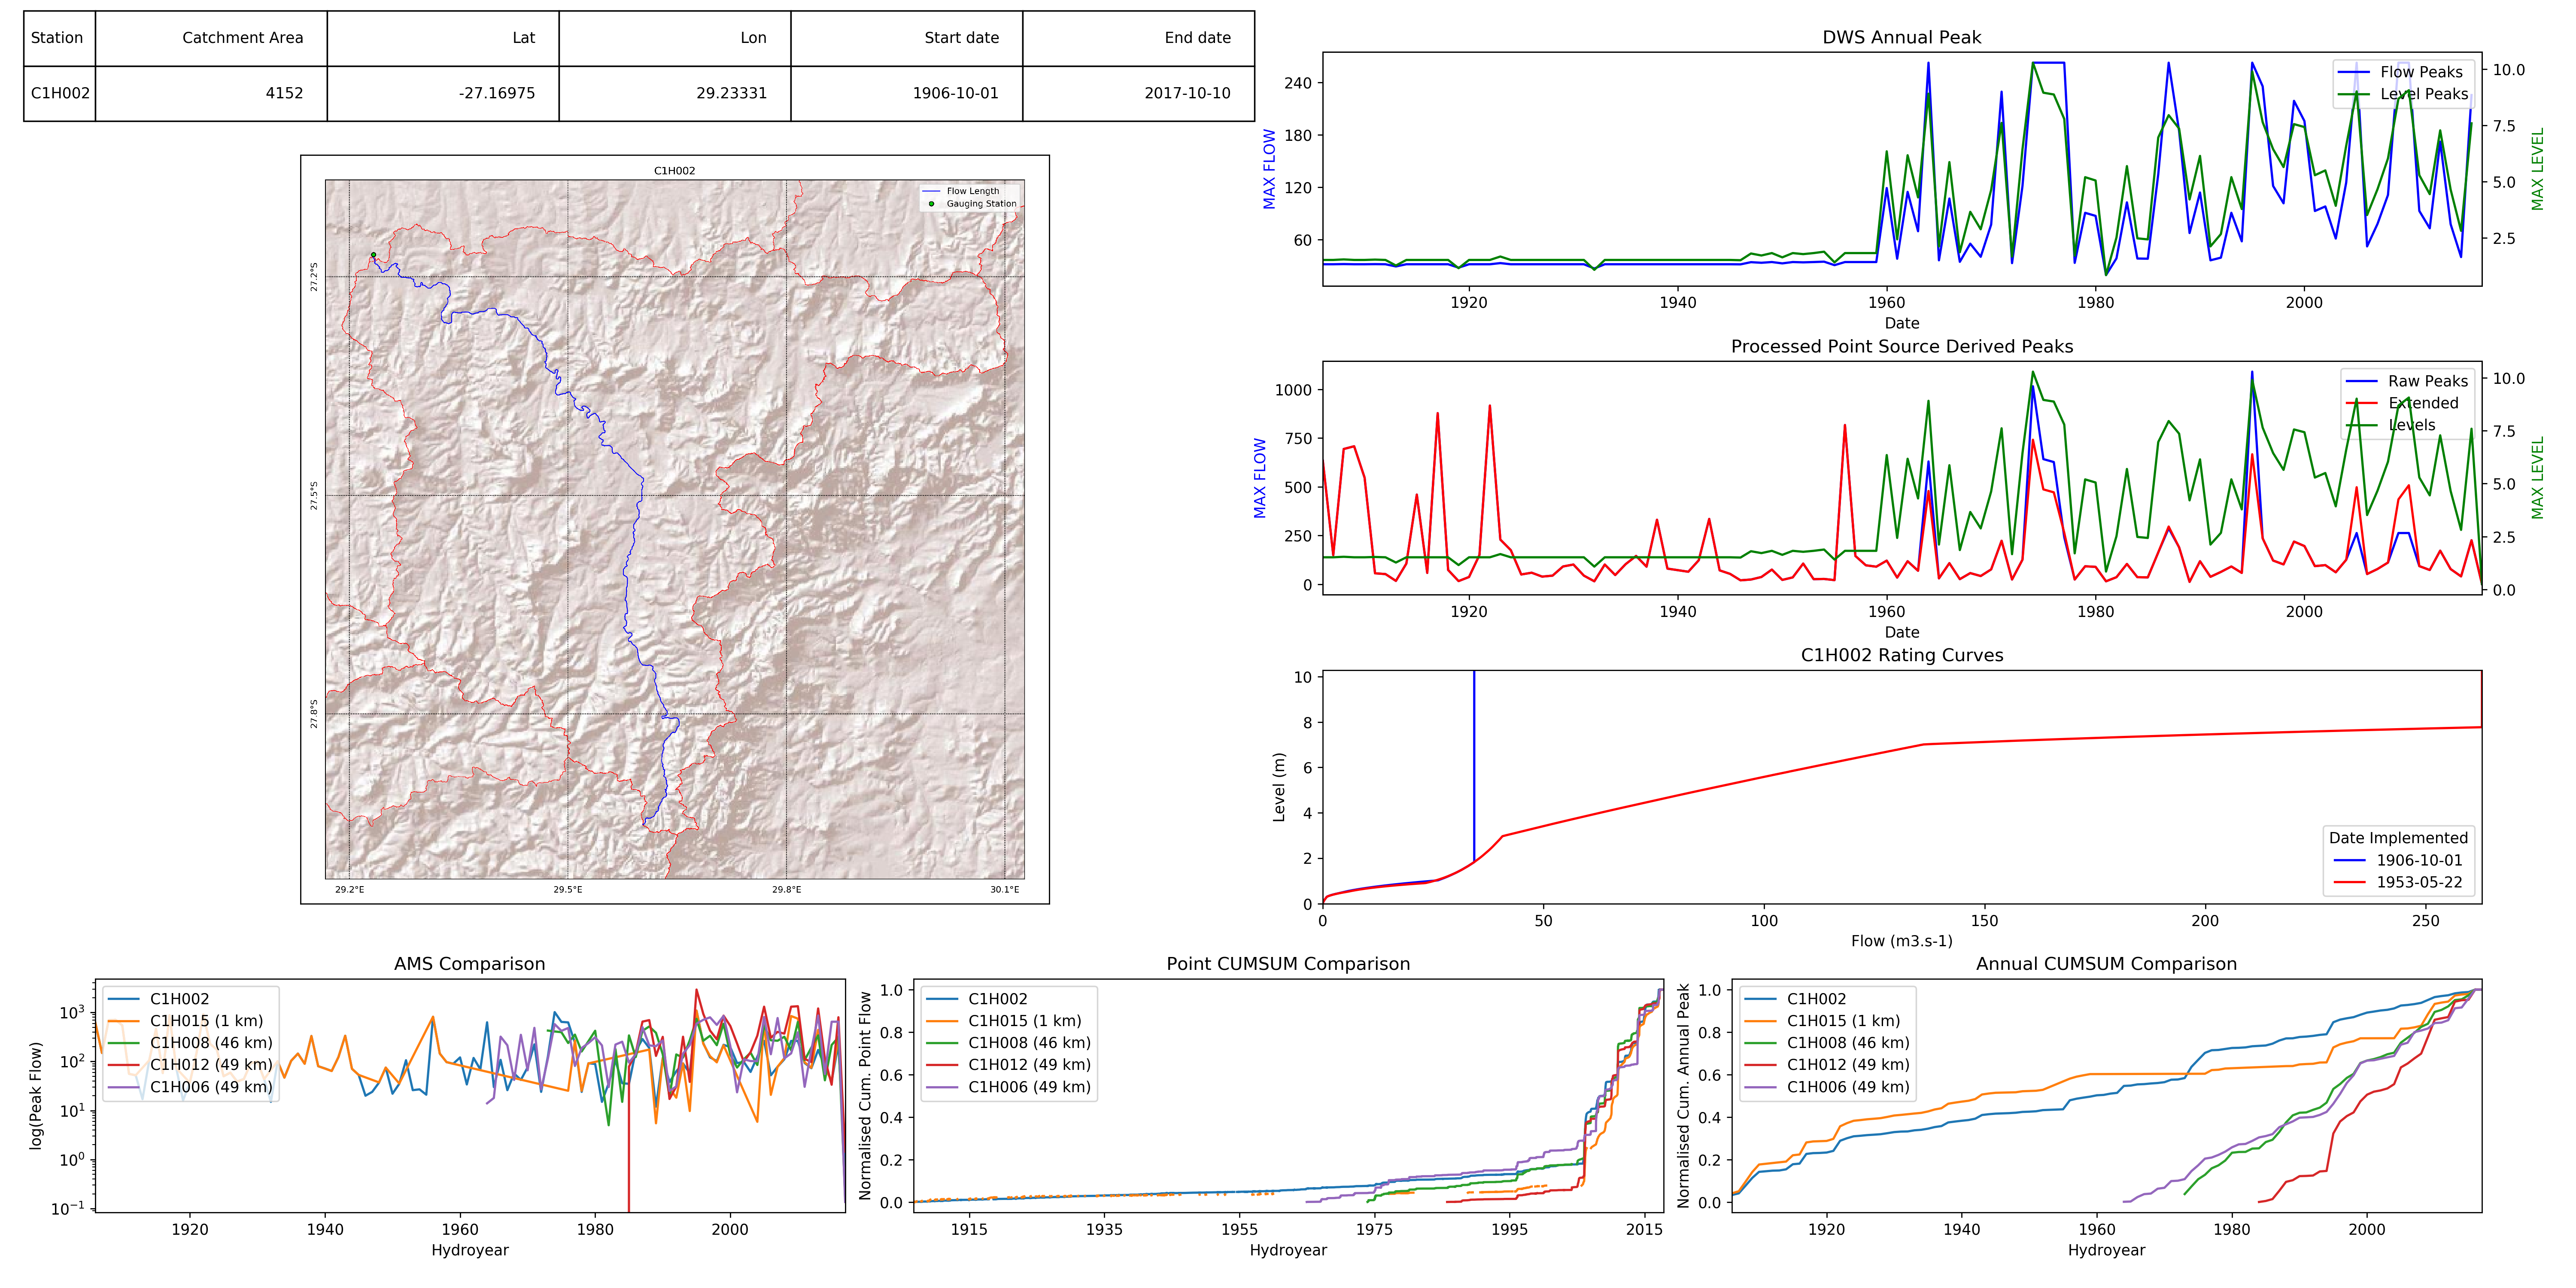 Station Catchment Area Lat Lon Start date End date
C1H002 4152 -27.16975 29.23331 1906-10-01 2017-10-10
C1H002
Flow Length
Gauging Station
27.2°S
27.5°S
27.8°S
29.2°E 29.5°E 29.8°E 30.1°E
DWS Annual Peak
Flow Peaks
Level Peaks
MAX FLOW
240
180
120
60
MAX LEVEL
10.0
7.5
5.0
2.5
1920 1940 1960 1980 2000
Date
Processed Point Source Derived Peaks
Raw Peaks
Extended
Levels
MAX FLOW
1000
750
500
250
0
MAX LEVEL
10.0
7.5
5.0
2.5
0.0
1920 1940 1960 1980 2000
Date
C1H002 Rating Curves
Level (m)
10
8
6
4
2
0
Date Implemented
1906-10-01
1953-05-22
0 50 100 150 200 250
Flow (m3.s-1)
AMS Comparison
C1H002
C1H015 (1 km)
C1H008 (46 km)
C1H012 (49 km)
C1H006 (49 km)
log(Peak Flow)
10³
10²
10¹
10⁰
10⁻¹
1920 1940 1960 1980 2000
Hydroyear
Point CUMSUM Comparison
C1H002
C1H015 (1 km)
C1H008 (46 km)
C1H012 (49 km)
C1H006 (49 km)
Normalised Cum. Point Flow
1.0
0.8
0.6
0.4
0.2
0.0
1915 1935 1955 1975 1995 2015
Hydroyear
Annual CUMSUM Comparison
C1H002
C1H015 (1 km)
C1H008 (46 km)
C1H012 (49 km)
C1H006 (49 km)
Normalised Cum. Annual Peak
1.0
0.8
0.6
0.4
0.2
0.0
1920 1940 1960 1980 2000
Hydroyear